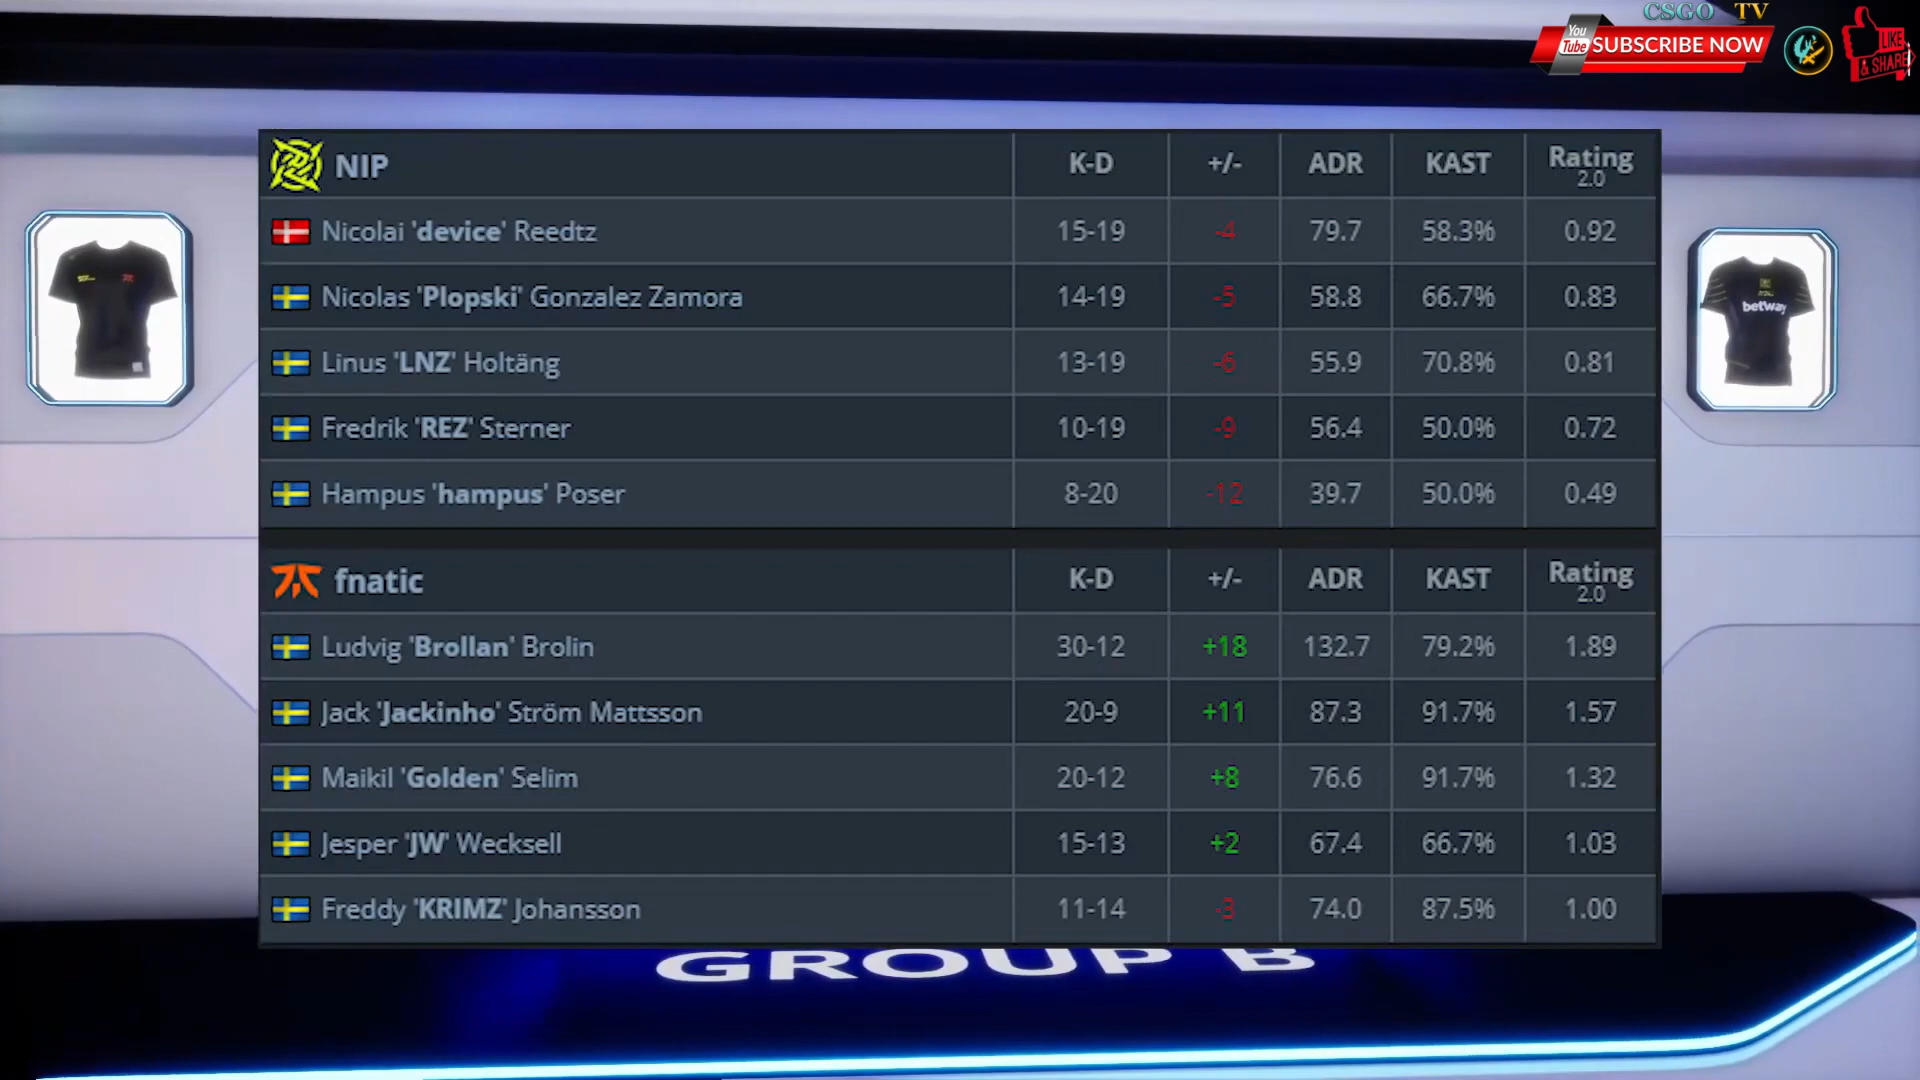 CSGO TV
You Tube SUBSCRIBE NOW
LIKE & SHARE
NIP K-D +/- ADR KAST Rating 2.0
Nicolai 'device' Reedtz 15-19 -4 79.7 58.3% 0.92
Nicolas 'Plopski' Gonzalez Zamora 14-19 -5 58.8 66.7% 0.83
Linus 'LNZ' Holtäng 13-19 -6 55.9 70.8% 0.81
Fredrik 'REZ' Sterner 10-19 -9 56.4 50.0% 0.72
Hampus 'hampus' Poser 8-20 -12 39.7 50.0% 0.49
fnatic K-D +/- ADR KAST Rating 2.0
Ludvig 'Brollan' Brolin 30-12 +18 132.7 79.2% 1.89
Jack 'Jackinho' Ström Mattsson 20-9 +11 87.3 91.7% 1.57
Maikil 'Golden' Selim 20-12 +8 76.6 91.7% 1.32
Jesper 'JW' Wecksell 15-13 +2 67.4 66.7% 1.03
Freddy 'KRIMZ' Johansson 11-14 -3 74.0 87.5% 1.00
betway
GROUP B